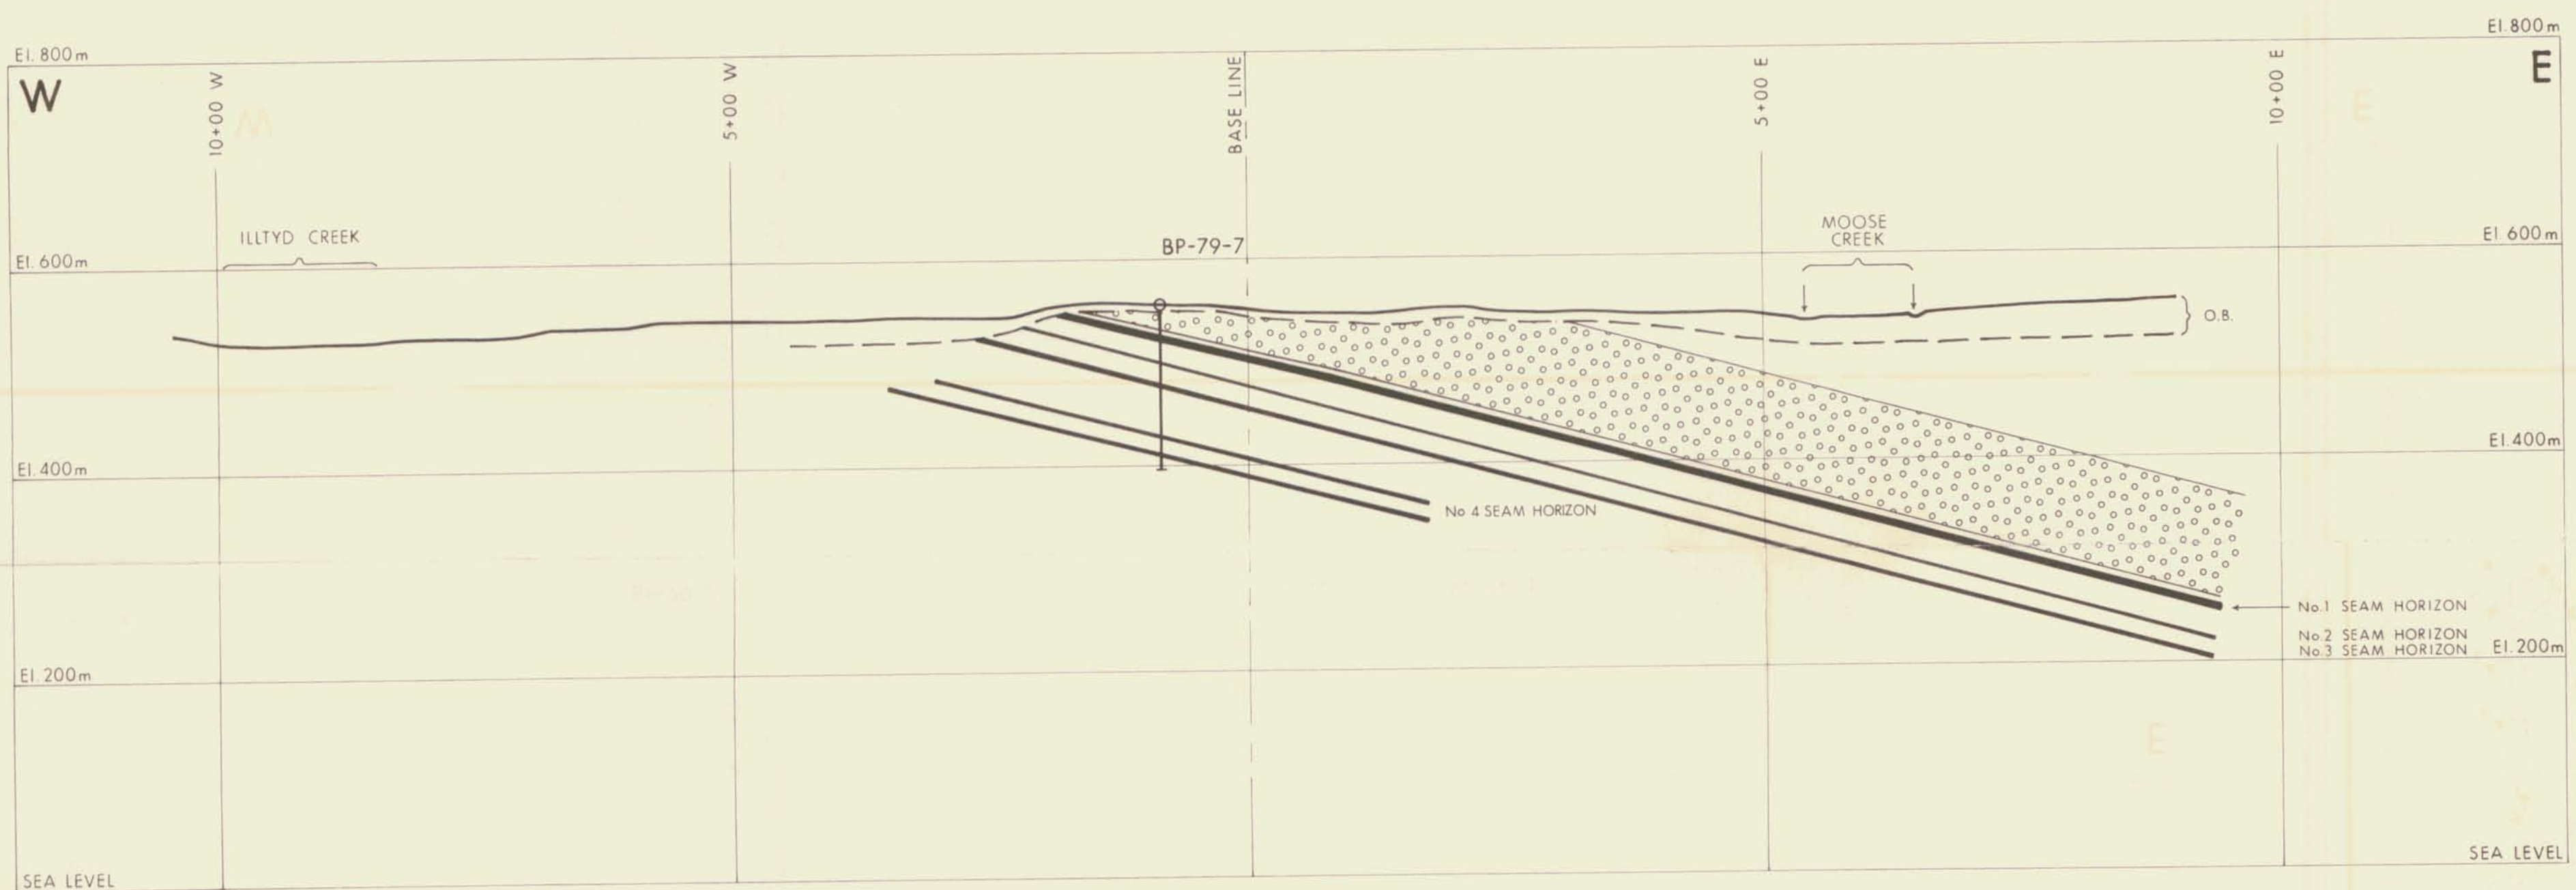 El. 800m
El. 800m
W
E
10+00 W
5+00 W
BASE LINE
5+00 E
10+00 E
ILLTYD CREEK
BP-79-7
MOOSE
CREEK
El. 600m
El. 600m
O.B.
El. 400m
El. 400m
No 4 SEAM HORIZON
No.1 SEAM HORIZON
No.2 SEAM HORIZON
No.3 SEAM HORIZON
El. 200m
El. 200m
SEA LEVEL
SEA LEVEL